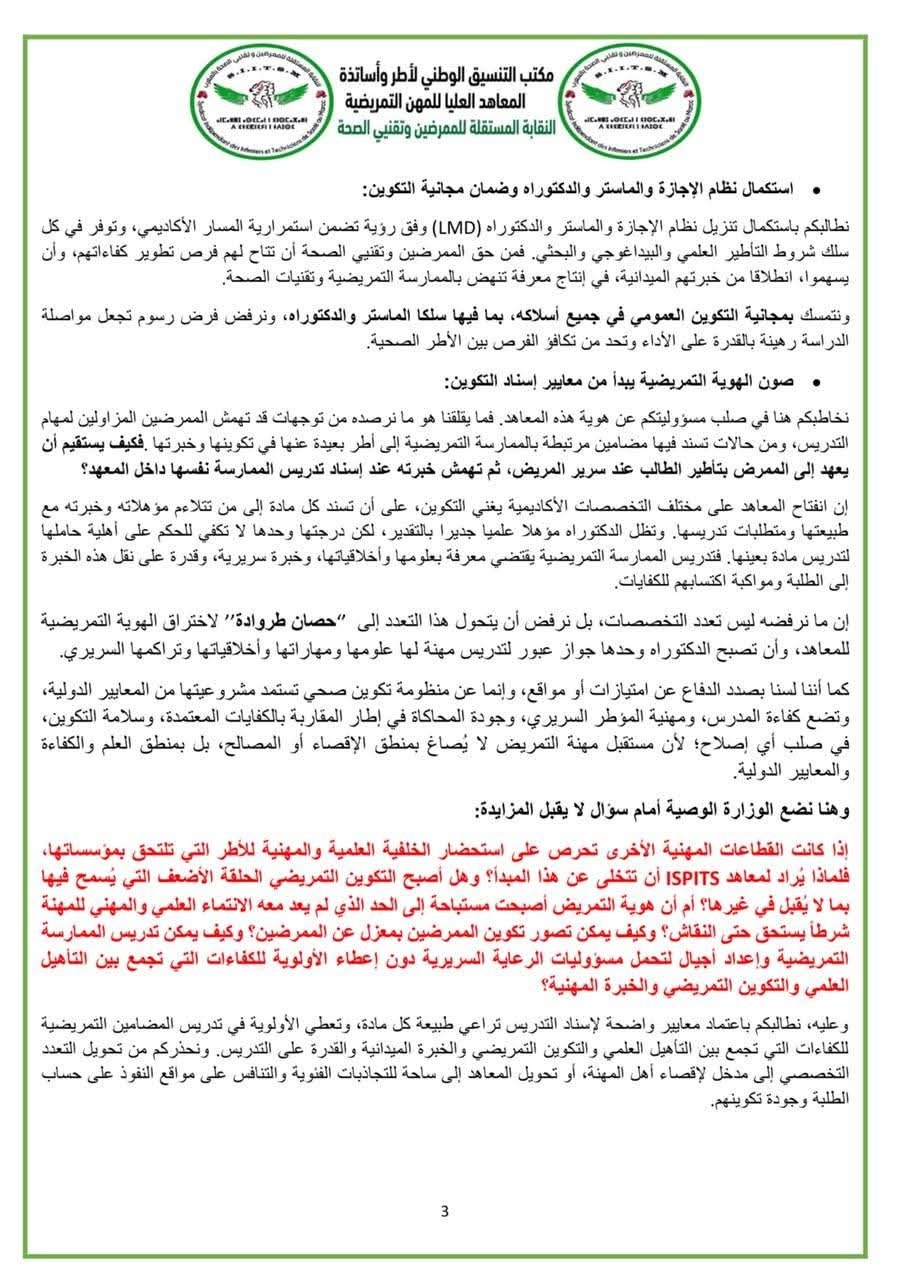 مكتب التنسيق الوطني لأطر وأساتذة
المعاهد العليا للمهن التمريضية
النقابة المستقلة للممرضين وتقنيي الصحة
S.I.I.T.S.M
Syndicat Indépendant des Infirmiers et Techniciens de Santé au Maroc
S.I.I.T.S.M
Syndicat Indépendant des Infirmiers et Techniciens de Santé au Maroc
• استكمال نظام الإجازة والماستر والدكتوراه وضمان مجانية التكوين:
نطالبكم باستكمال تنزيل نظام الإجازة والماستر والدكتوراه (LMD) وفق رؤية تضمن استمرارية المسار الأكاديمي، وتوفر في كل
سلك شروط التأطير العلمي والبيداغوجي والبحثي. فمن حق الممرضين وتقنيي الصحة أن تتاح لهم فرص تطوير كفاءاتهم، وأن
يسهموا، انطلاقا من خبرتهم الميدانية، في إنتاج معرفة تنهض بالممارسة التمريضية وتقنيات الصحة.
ونتمسك بمجانية التكوين العمومي في جميع أسلاكه، بما فيها سلكا الماستر والدكتوراه، ونرفض فرض رسوم تجعل مواصلة
الدراسة رهينة بالقدرة على الأداء وتحد من تكافؤ الفرص بين الأطر الصحية.
• صون الهوية التمريضية يبدأ من معايير إسناد التكوين:
نخاطبكم هنا في صلب مسؤوليتكم عن هوية هذه المعاهد. فما يقلقنا هو ما نرصده من توجهات قد تهمش الممرضين المزاولين لمهام
التدريس، ومن حالات تسند فيها مضامين مرتبطة بالممارسة التمريضية إلى أطر بعيدة عنها في تكوينها وخبرتها .فكيف يستقيم أن
يعهد إلى الممرض بتأطير الطالب عند سرير المريض، ثم تهمش خبرته عند إسناد تدريس الممارسة نفسها داخل المعهد؟
إن انفتاح المعاهد على مختلف التخصصات الأكاديمية يغني التكوين، على أن تسند كل مادة إلى من تتلاءم مؤهلاته وخبرته مع
طبيعتها ومتطلبات تدريسها. وتظل الدكتوراه مؤهلا علميا جديرا بالتقدير، لكن درجتها وحدها لا تكفي للحكم على أهلية حاملها
لتدريس مادة بعينها. فتدريس الممارسة التمريضية يقتضي معرفة بعلومها وأخلاقياتها، وخبرة سريرية، وقدرة على نقل هذه الخبرة
إلى الطلبة ومواكبة اكتسابهم للكفايات.
إن ما نرفضه ليس تعدد التخصصات، بل نرفض أن يتحول هذا التعدد إلى "حصان طروادة" لاختراق الهوية التمريضية
للمعاهد، وأن تصبح الدكتوراه وحدها جواز عبور لتدريس مهنة لها علومها ومهاراتها وأخلاقياتها وتراكمها السريري.
كما أننا لسنا بصدد الدفاع عن امتيازات أو مواقع، وإنما عن منظومة تكوين صحي تستمد مشروعيتها من المعايير الدولية،
وتضع كفاءة المدرس، ومهنية المؤطر السريري، وجودة المحاكاة في إطار المقاربة بالكفايات المعتمدة، وسلامة التكوين،
في صلب أي إصلاح؛ لأن مستقبل مهنة التمريض لا يُصاغ بمنطق الإقصاء أو المصالح، بل بمنطق العلم والكفاءة
والمعايير الدولية.
وهنا نضع الوزارة الوصية أمام سؤال لا يقبل المزايدة:
إذا كانت القطاعات المهنية الأخرى تحرص على استحضار الخلفية العلمية والمهنية للأطر التي تلتحق بمؤسساتها،
فلماذا يُراد لمعاهد ISPITS أن تتخلى عن هذا المبدأ؟ وهل أصبح التكوين التمريضي الحلقة الأضعف التي يُسمح فيها
بما لا يُقبل في غيرها؟ أم أن هوية التمريض أصبحت مستباحة إلى الحد الذي لم يعد معه الانتماء العلمي والمهني للمهنة
شرطاً يستحق حتى النقاش؟ وكيف يمكن تصور تكوين الممرضين بمعزل عن الممرضين؟ وكيف يمكن تدريس الممارسة
التمريضية وإعداد أجيال لتحمل مسؤوليات الرعاية السريرية دون إعطاء الأولوية للكفاءات التي تجمع بين التأهيل
العلمي والتكوين التمريضي والخبرة المهنية؟
وعليه، نطالبكم باعتماد معايير واضحة لإسناد التدريس تراعي طبيعة كل مادة، وتعطي الأولوية في تدريس المضامين التمريضية
للكفاءات التي تجمع بين التأهيل العلمي والتكوين التمريضي والخبرة الميدانية والقدرة على التدريس. ونحذركم من تحويل التعدد
التخصصي إلى مدخل لإقصاء أهل المهنة، أو تحويل المعاهد إلى ساحة للتجاذبات الفئوية والتنافس على مواقع النفوذ على حساب
الطلبة وجودة تكوينهم.
3